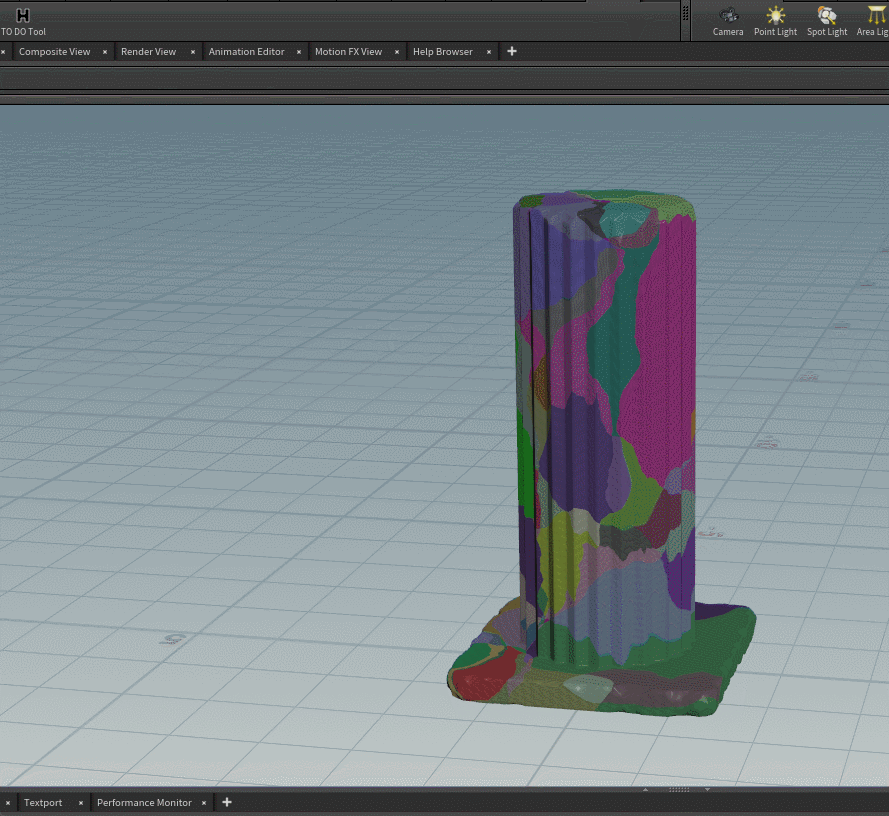 TO DO Tool
Camera Point Light Spot Light Area Lig
Composite View Render View Animation Editor Motion FX View Help Browser
5
Textport Performance Monitor